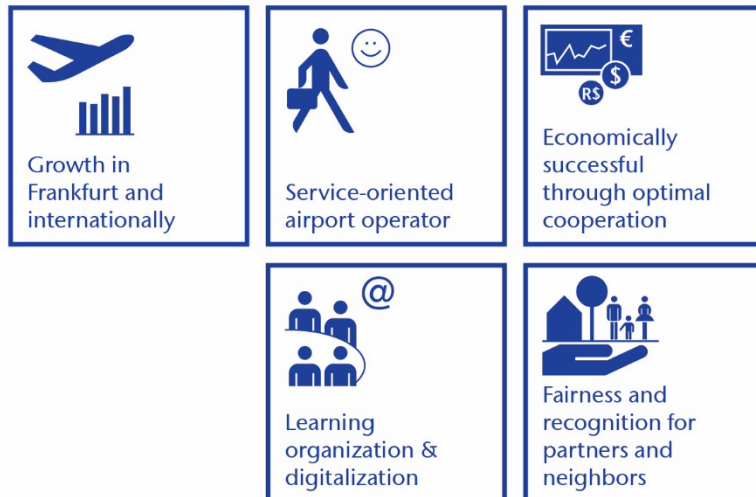 Growth in
Frankfurt and
internationally
Service-oriented
airport operator
€
$
R$
Economically
successful
through optimal
cooperation
@
Learning
organization &
digitalization
Fairness and
recognition for
partners and
neighbors